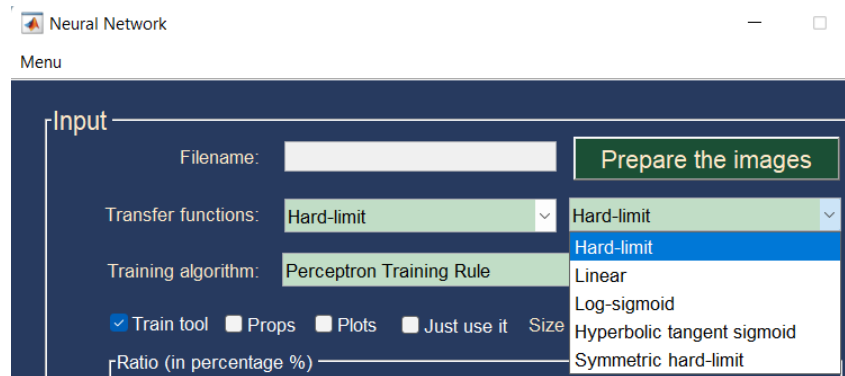 Neural Network
Menu
Input
Filename:
Prepare the images
Transfer functions:
Hard-limit
Hard-limit
Hard-limit
Linear
Log-sigmoid
Hyperbolic tangent sigmoid
Symmetric hard-limit
Training algorithm:
Perceptron Training Rule
Train tool
Props
Plots
Just use it
Size
Ratio (in percentage %)